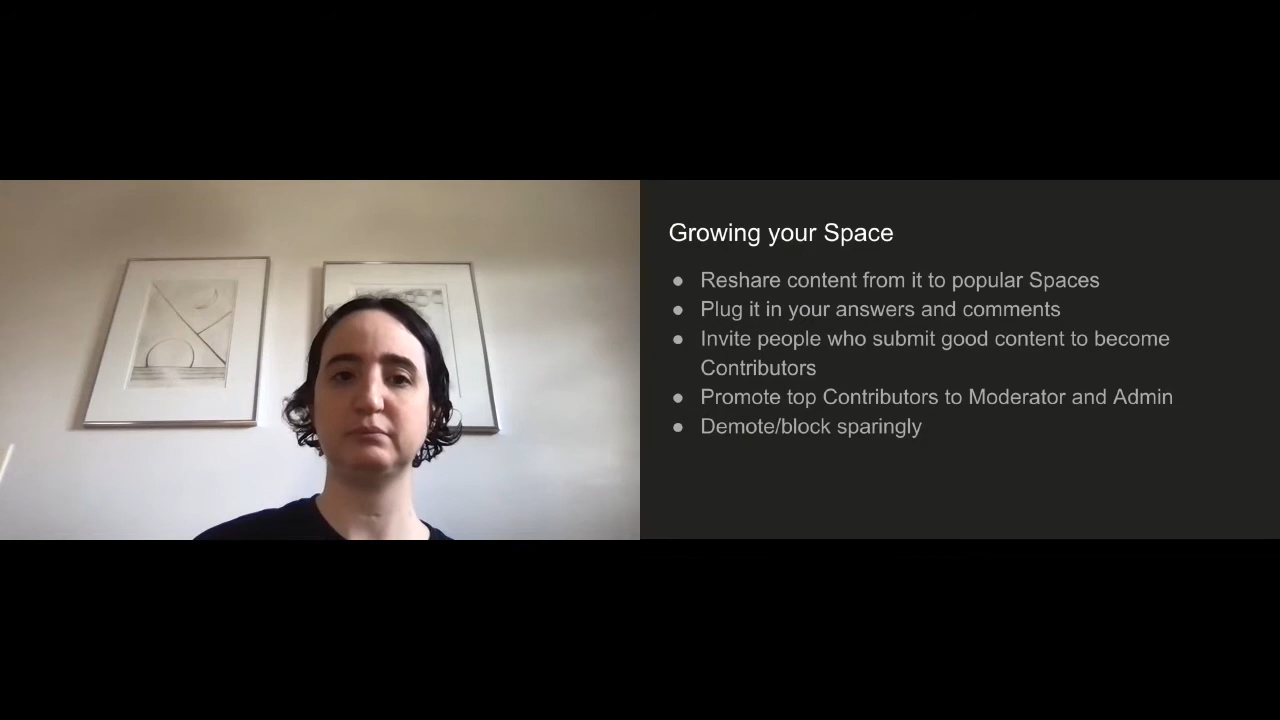 Growing your Space
● Reshare content from it to popular Spaces
● Plug it in your answers and comments
● Invite people who submit good content to become
Contributors
● Promote top Contributors to Moderator and Admin
● Demote/block sparingly